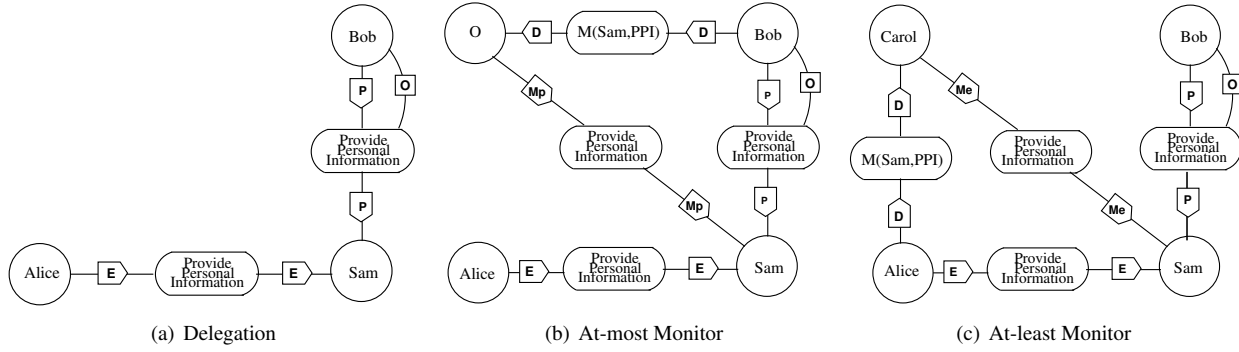 Bob
P
O
Provide
Personal
Information
P
Alice
E
Provide
Personal
Information
E
Sam
(a) Delegation
O
D
M(Sam,PPI)
D
Bob
Mp
P
O
Provide
Personal
Information
Provide
Personal
Information
Mp
P
Alice
E
Provide
Personal
Information
E
Sam
(b) At-most Monitor
Carol
Bob
Me
P
O
D
M(Sam,PPI)
Provide
Personal
Information
Provide
Personal
Information
D
Me
P
Alice
E
Provide
Personal
Information
E
Sam
(c) At-least Monitor